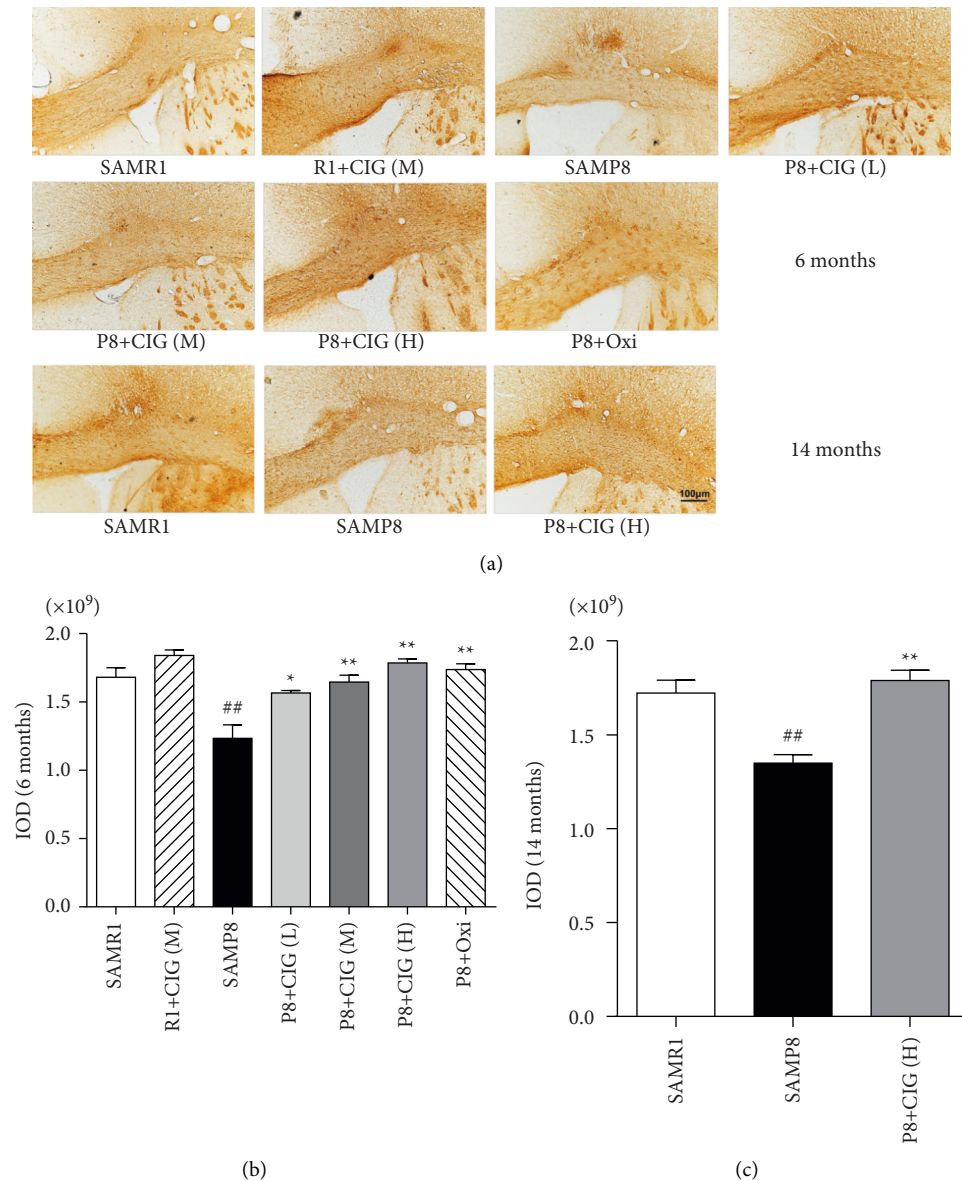 SAMR1
R1+CIG (M)
SAMP8
P8+CIG (L)
P8+CIG (M)
P8+CIG (H)
P8+Oxi
6 months
SAMR1
SAMP8
P8+CIG (H)
100μm
14 months
(a)
(×10⁹)
2.0
1.5
1.0
0.5
0.0
IOD (6 months)
##
*
**
**
**
SAMR1
R1+CIG (M)
SAMP8
P8+CIG (L)
P8+CIG (M)
P8+CIG (H)
P8+Oxi
(b)
(×10⁹)
2.0
1.5
1.0
0.5
0.0
IOD (14 months)
##
**
SAMR1
SAMP8
P8+CIG (H)
(c)